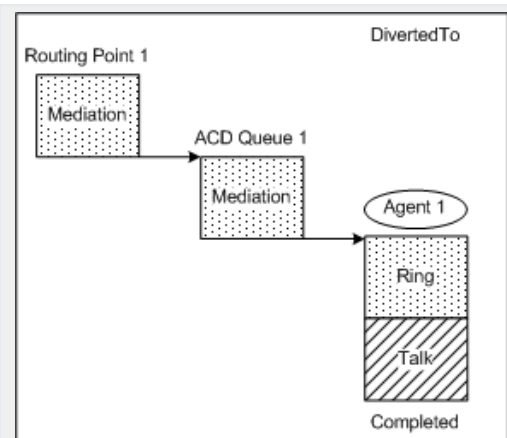 DivertedTo
Routing Point 1
Mediation
ACD Queue 1
Mediation
Agent 1
Ring
Talk
Completed